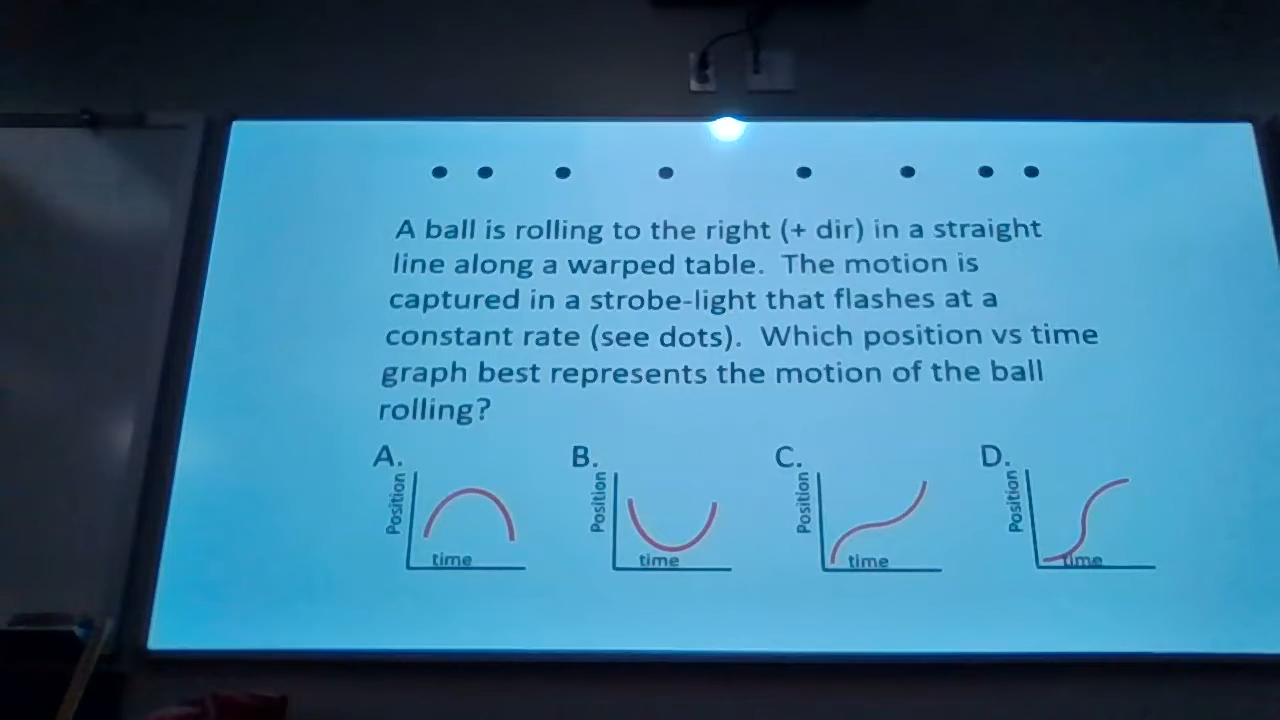 A ball is rolling to the right (+ dir) in a straight
line along a warped table. The motion is
captured in a strobe-light that flashes at a
constant rate (see dots). Which position vs time
graph best represents the motion of the ball
rolling?
A. B. C. D.
Position Position Position Position
time time time time